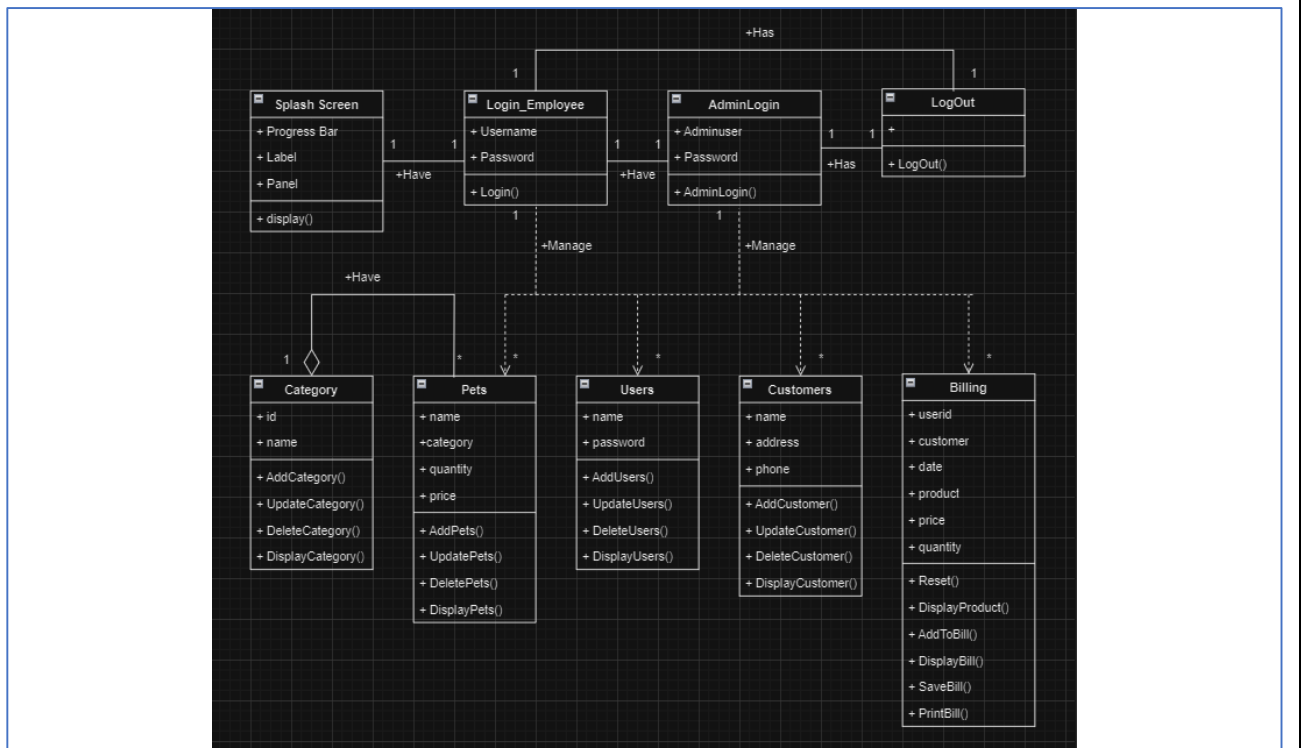 +Has
1
1
Splash Screen
+ Progress Bar
+ Label
+ Panel
+ display()
1
1
+Have
Login_Employee
+ Username
+ Password
+ Login()
1
1
+Have
AdminLogin
+ Adminuser
+ Password
+ AdminLogin()
1
1
+Has
LogOut
+
+ LogOut()
1
+Manage
1
+Manage
+Have
1
*
*
*
*
*
Category
+ id
+ name
+ AddCategory()
+ UpdateCategory()
+ DeleteCategory()
+ DisplayCategory()
Pets
+ name
+category
+ quantity
+ price
+ AddPets()
+ UpdatePets()
+ DeletePets()
+ DisplayPets()
Users
+ name
+ password
+ AddUsers()
+ UpdateUsers()
+ DeleteUsers()
+ DisplayUsers()
Customers
+ name
+ address
+ phone
+ AddCustomer()
+ UpdateCustomer()
+ DeleteCustomer()
+ DisplayCustomer()
Billing
+ userid
+ customer
+ date
+ product
+ price
+ quantity
+ Reset()
+ DisplayProduct()
+ AddToBill()
+ DisplayBill()
+ SaveBill()
+ PrintBill()